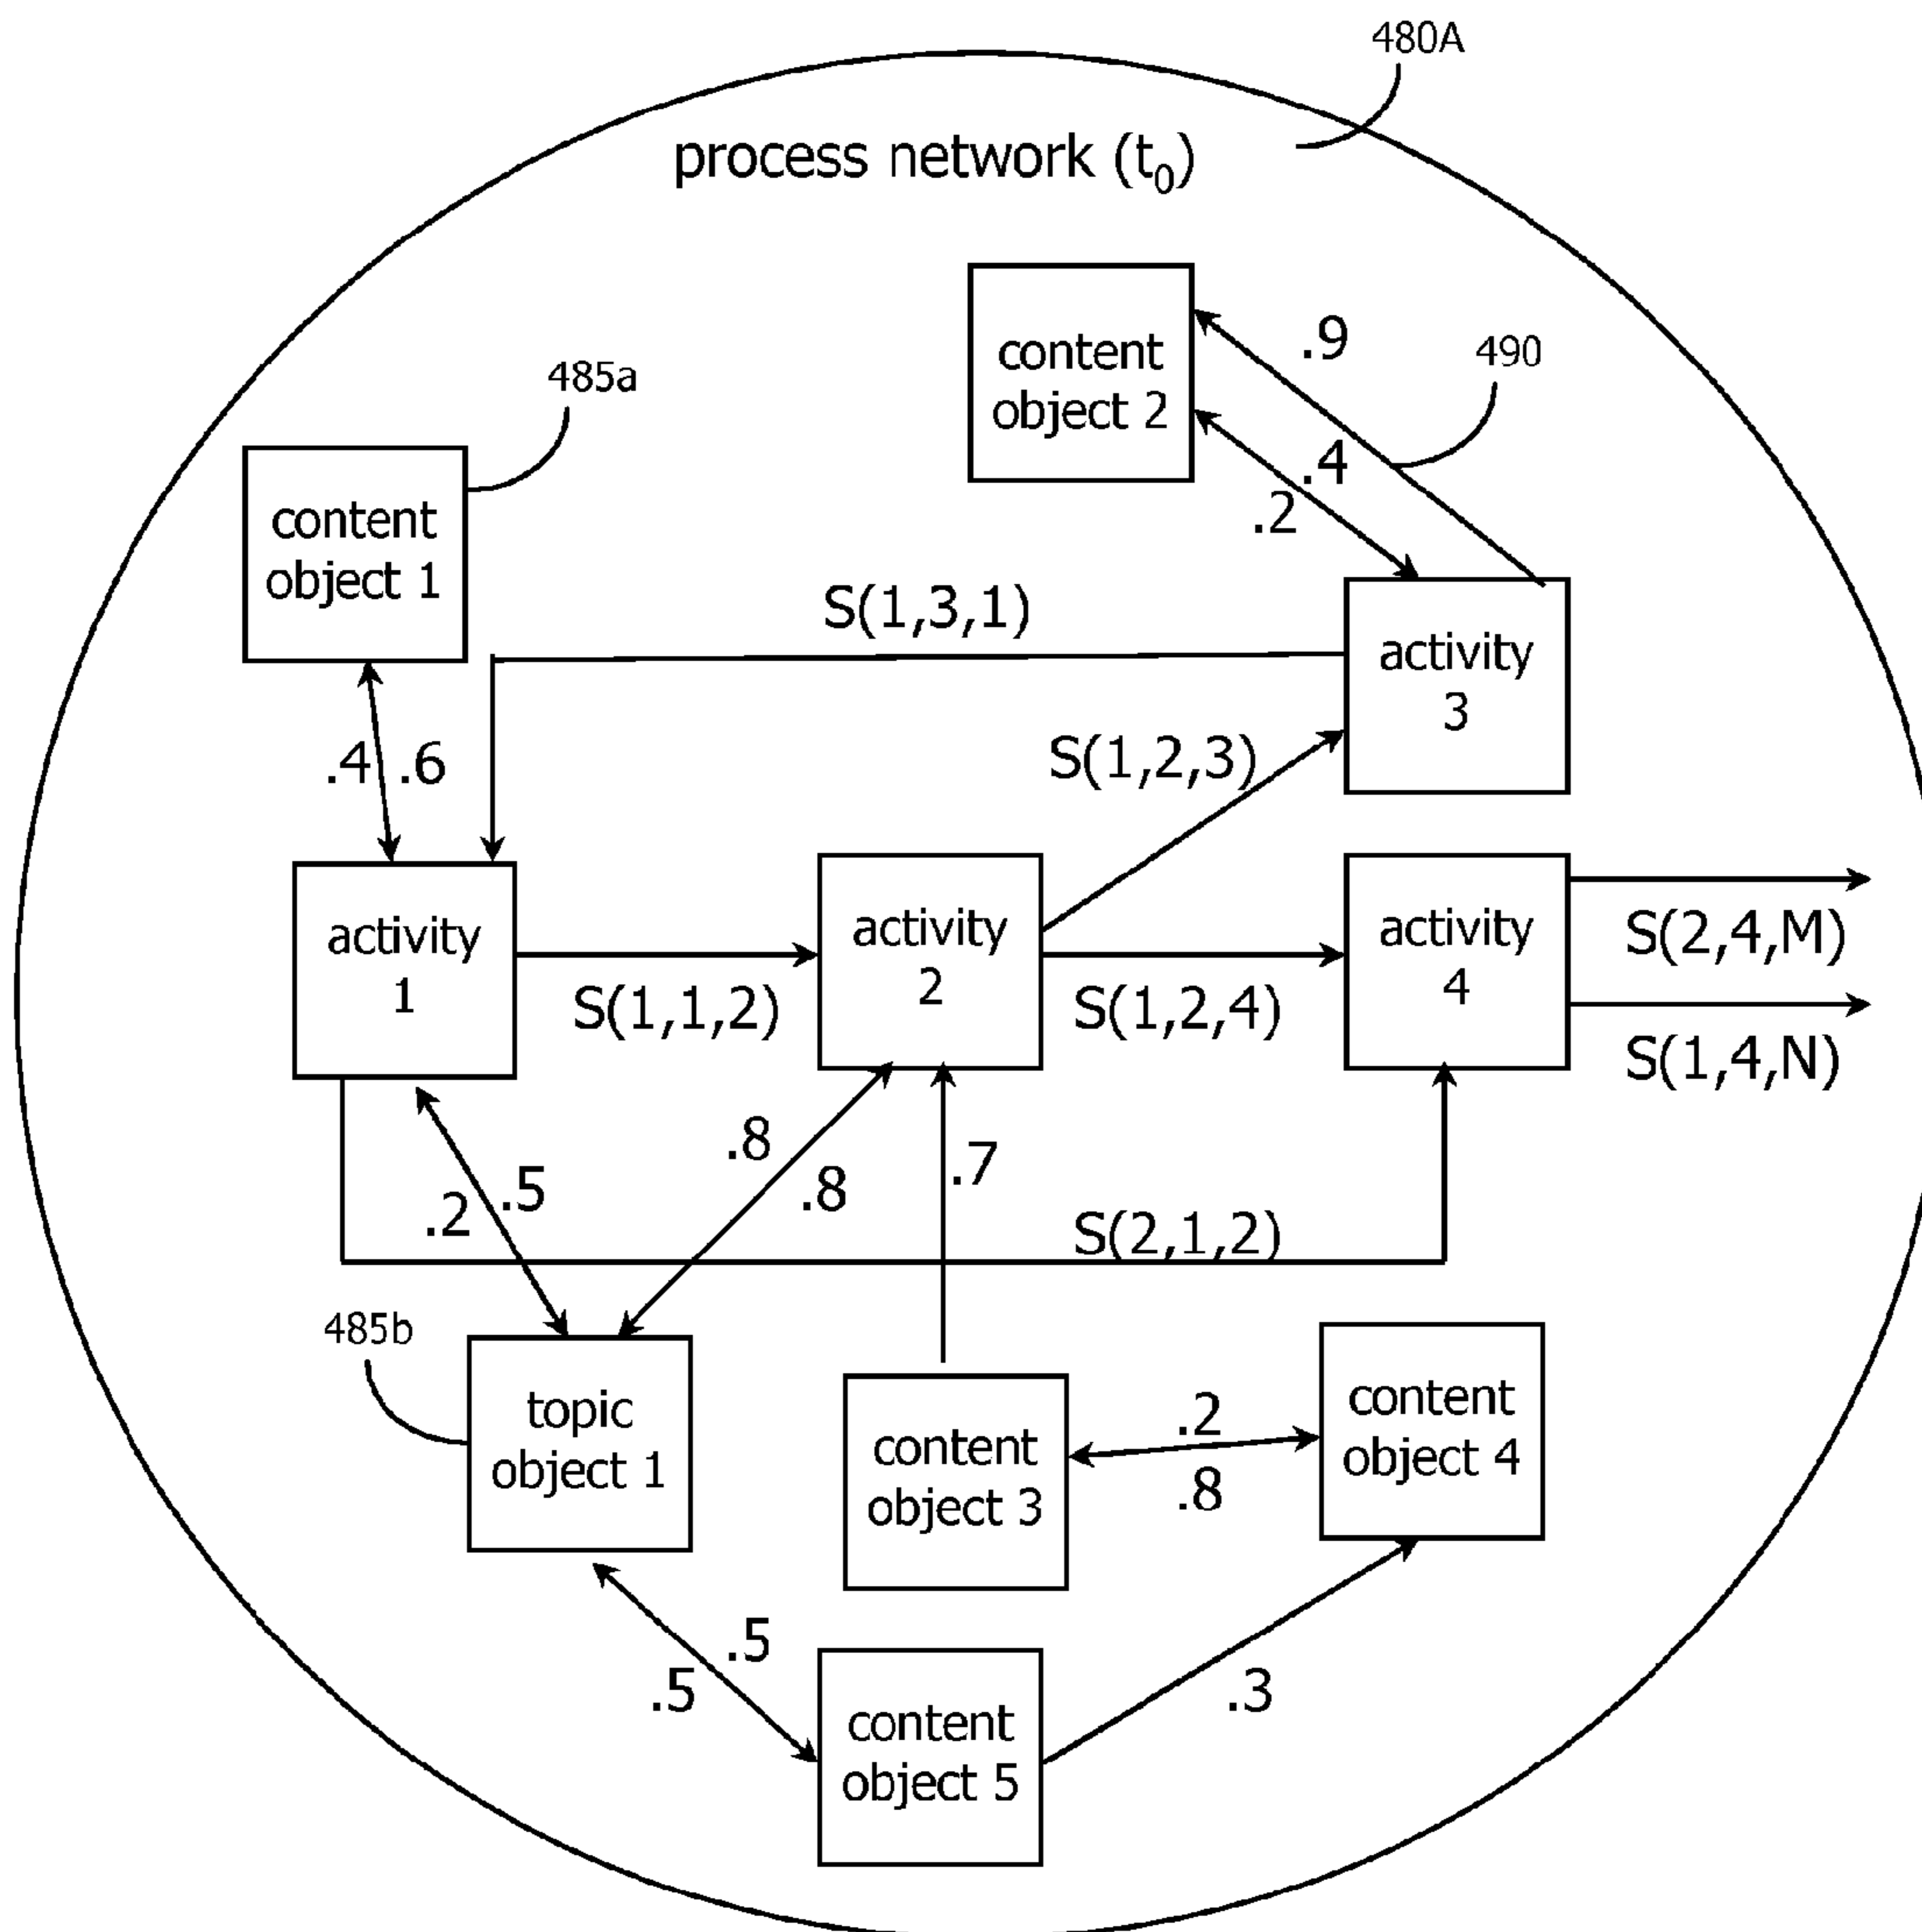 480A
process network (t₀)
content
object 2
.9
490
.4
.2
485a
content
object 1
S(1,3,1)
activity
3
.4
.6
S(1,2,3)
activity
1
activity
2
activity
4
S(2,4,M)
S(1,1,2)
S(1,2,4)
S(1,4,N)
.8
.8
.7
.2
.5
S(2,1,2)
485b
topic
object 1
content
object 3
.2
.8
content
object 4
.5
.5
content
object 5
.3